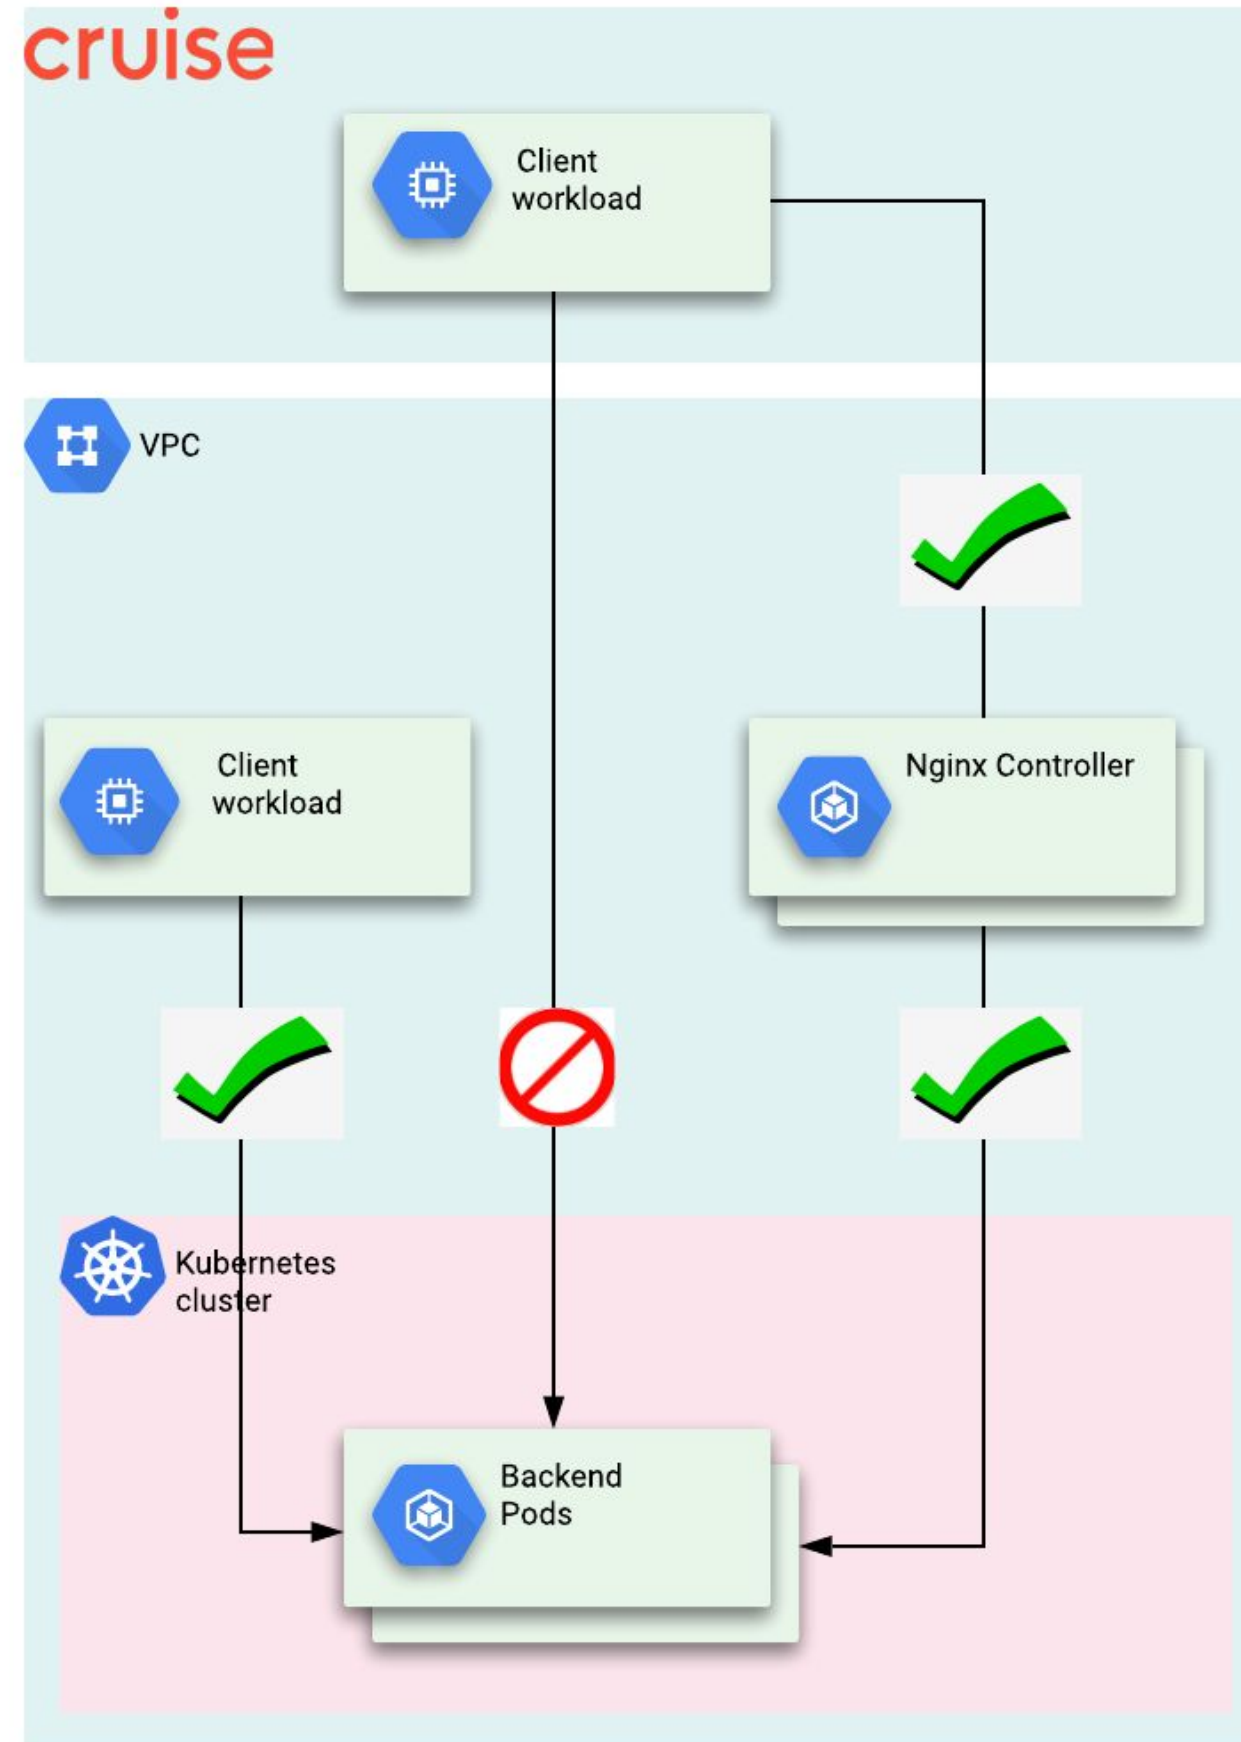 cruise
Client
workload
VPC
Client
workload
Nginx Controller
Kubernetes
cluster
Backend
Pods